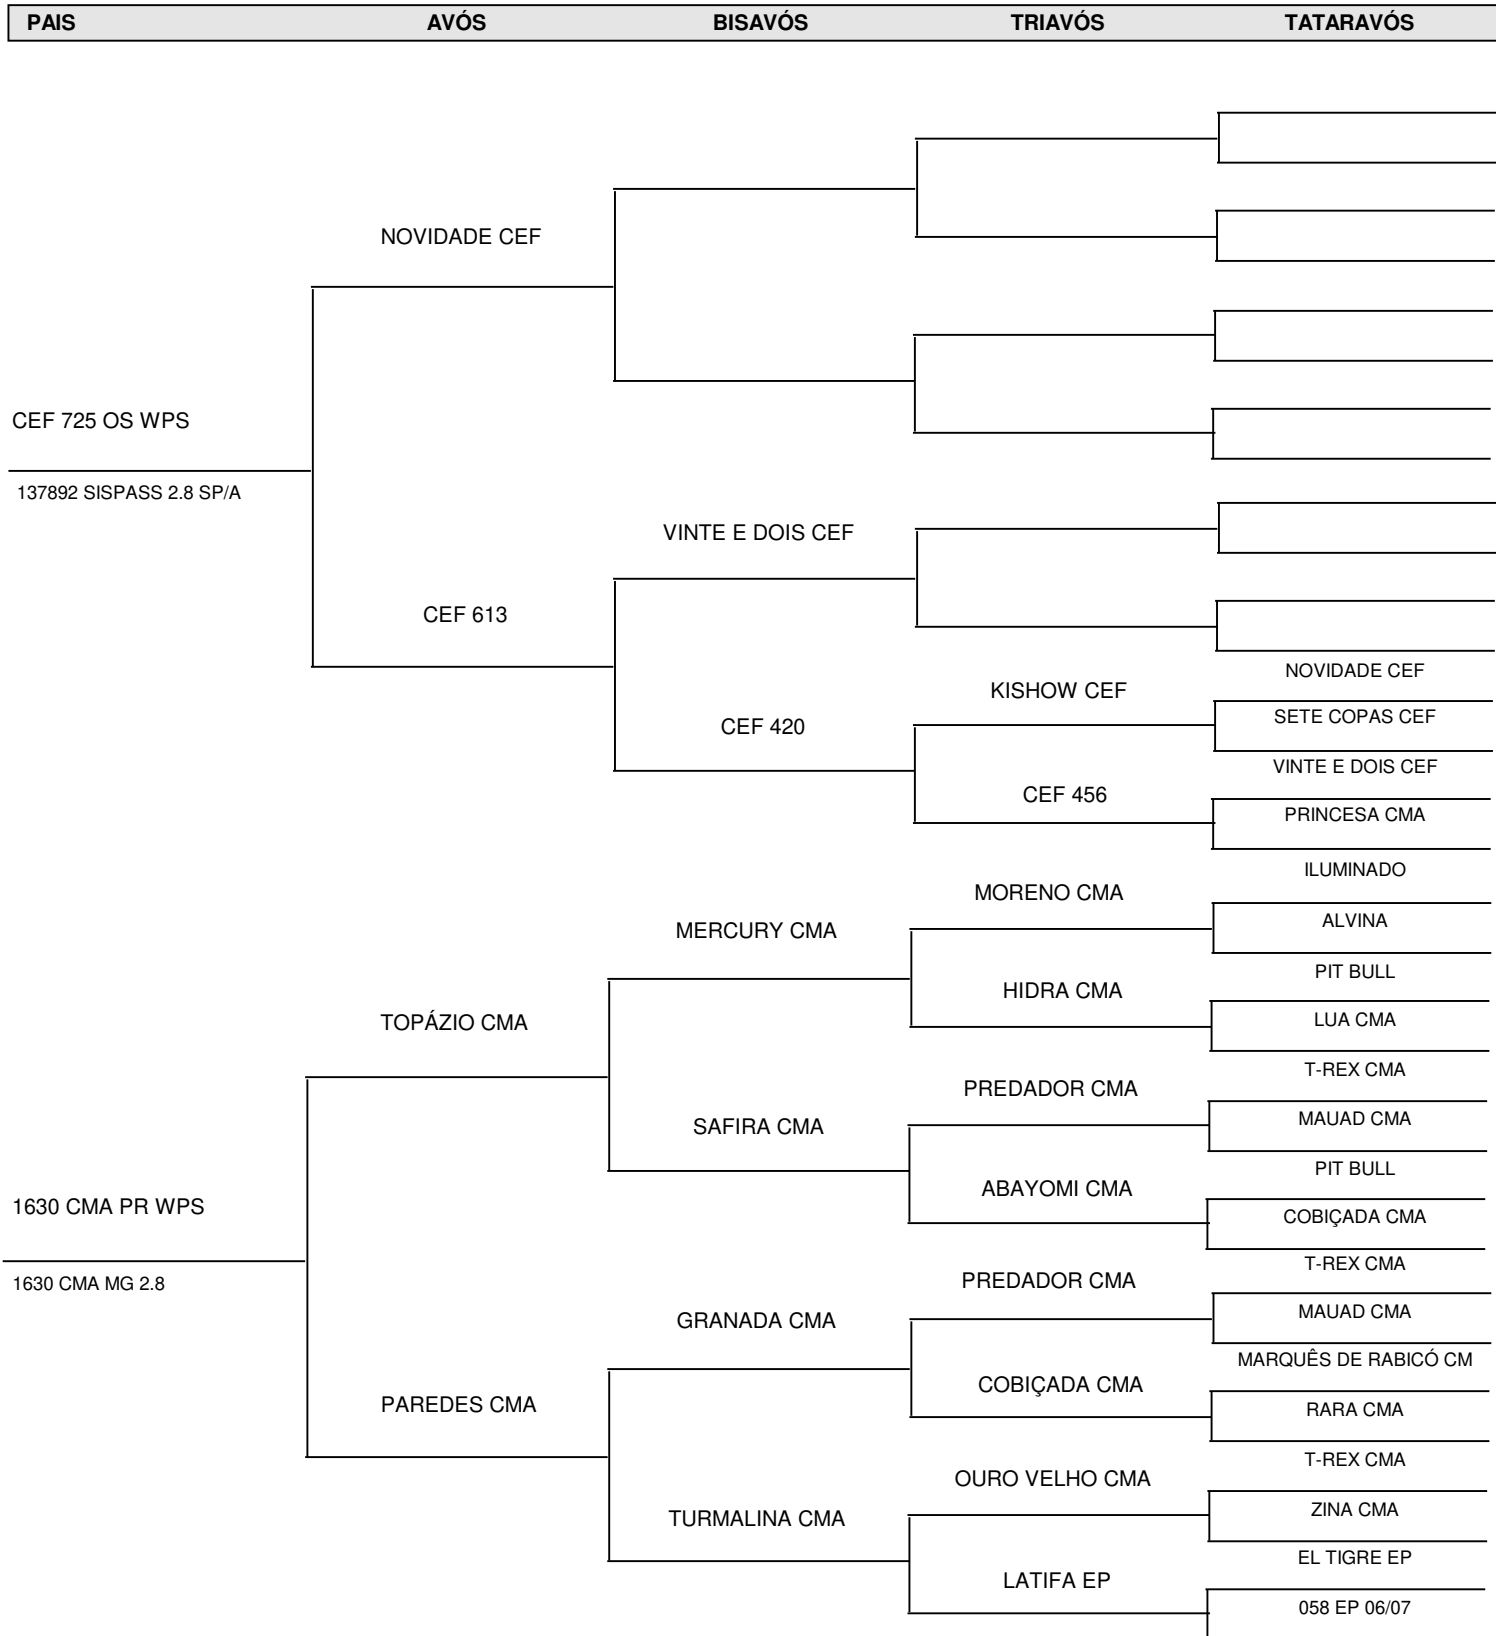 PAIS AVÓS BISAVÓS TRIAVÓS TATARAVÓS
NOVIDADE CEF
CEF 725 OS WPS
137892 SISPASS 2.8 SP/A
VINTE E DOIS CEF
CEF 613
NOVIDADE CEF
KISHOW CEF
SETE COPAS CEF
CEF 420
VINTE E DOIS CEF
CEF 456
PRINCESA CMA
ILUMINADO
MORENO CMA
ALVINA
MERCURY CMA
PIT BULL
HIDRA CMA
LUA CMA
TOPÁZIO CMA
T-REX CMA
PREDADOR CMA
MAUAD CMA
SAFIRA CMA
PIT BULL
ABAYOMI CMA
1630 CMA PR WPS
COBIÇADA CMA
T-REX CMA
PREDADOR CMA
1630 CMA MG 2.8
MAUAD CMA
GRANADA CMA
MARQUÊS DE RABICÓ CM
COBIÇADA CMA
PAREDES CMA
RARA CMA
T-REX CMA
OURO VELHO CMA
ZINA CMA
TURMALINA CMA
EL TIGRE EP
LATIFA EP
058 EP 06/07